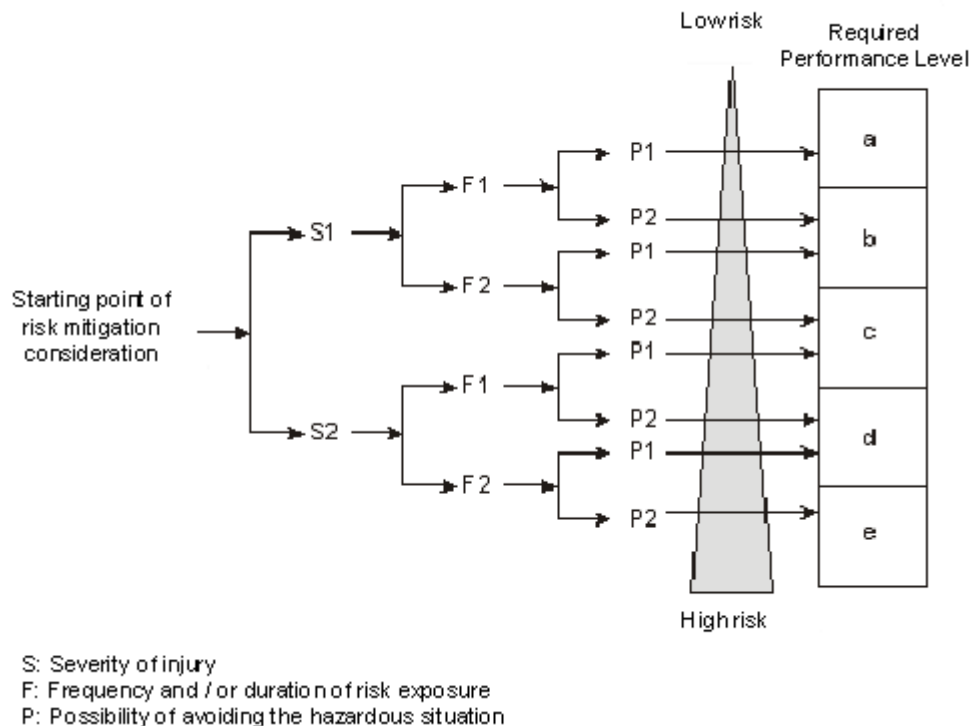 Low risk
Required
Performance Level
a
P1
F1
P2
b
S1
P1
F2
Starting point of
risk mitigation
consideration
P2
c
P1
F1
P2
d
S2
P1
F2
P2
e
High risk
S: Severity of injury
F: Frequency and / or duration of risk exposure
P: Possibility of avoiding the hazardous situation